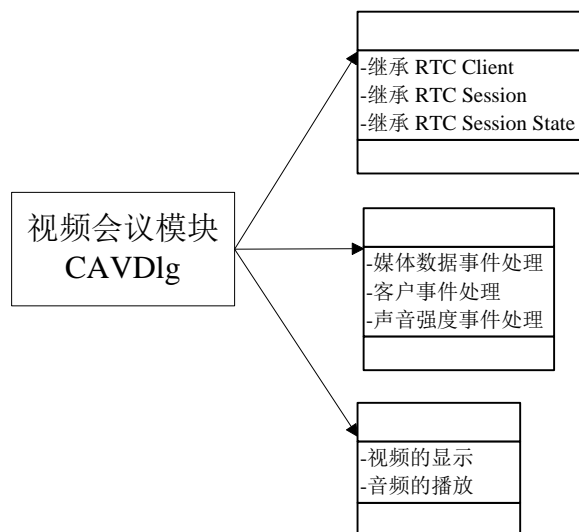 视频会议模块
CAVDlg
-继承 RTC Client
-继承 RTC Session
-继承 RTC Session State
-媒体数据事件处理
-客户事件处理
-声音强度事件处理
-视频的显示
-音频的播放